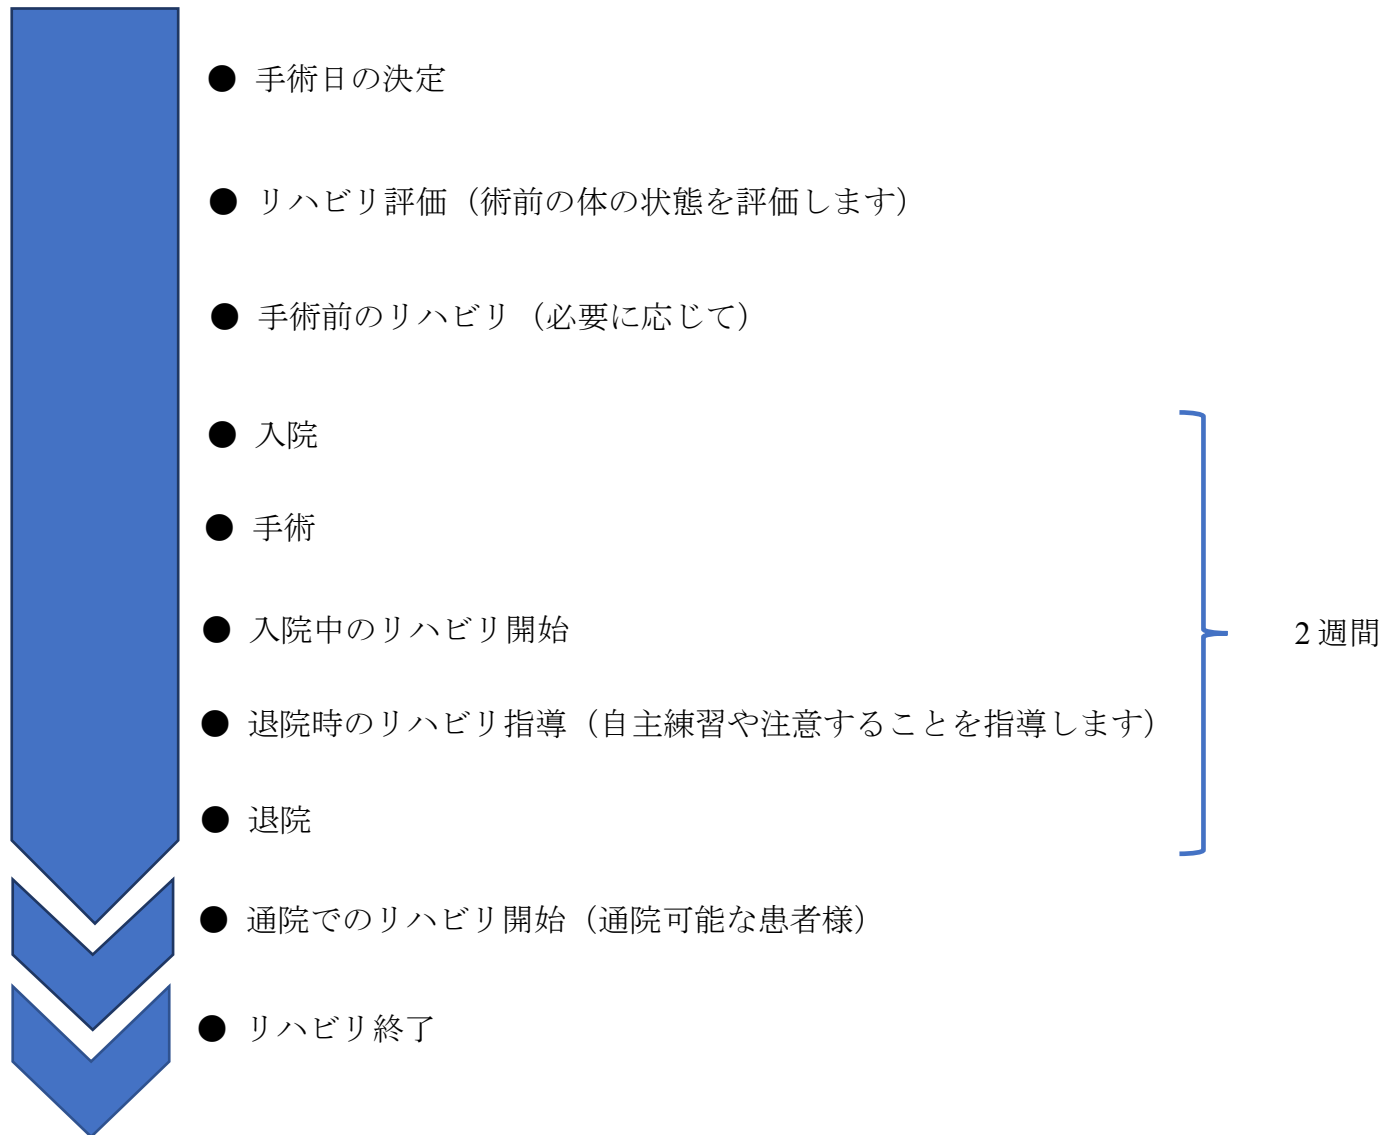 ● 手術日の決定
● リハビリ評価（術前の体の状態を評価します）
● 手術前のリハビリ（必要に応じて）
● 入院
● 手術
● 入院中のリハビリ開始
2週間
● 退院時のリハビリ指導（自主練習や注意することを指導します）
● 退院
● 通院でのリハビリ開始（通院可能な患者様）
● リハビリ終了